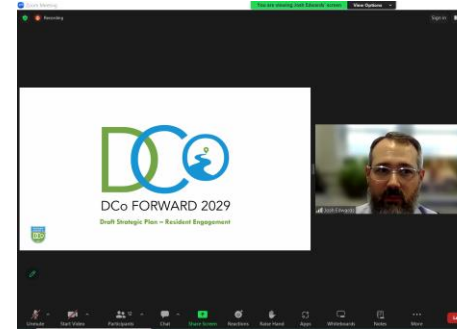 Zoom Meeting
You are viewing Josh Edwards' screen
View Options
Recording
Sign in
DCo
DCo FORWARD 2029
Draft Strategic Plan – Resident Engagement
Josh Edwards
Unmute
Start Video
Participants
Chat
Share Screen
Reactions
Raise Hand
Apps
Whiteboards
Notes
More